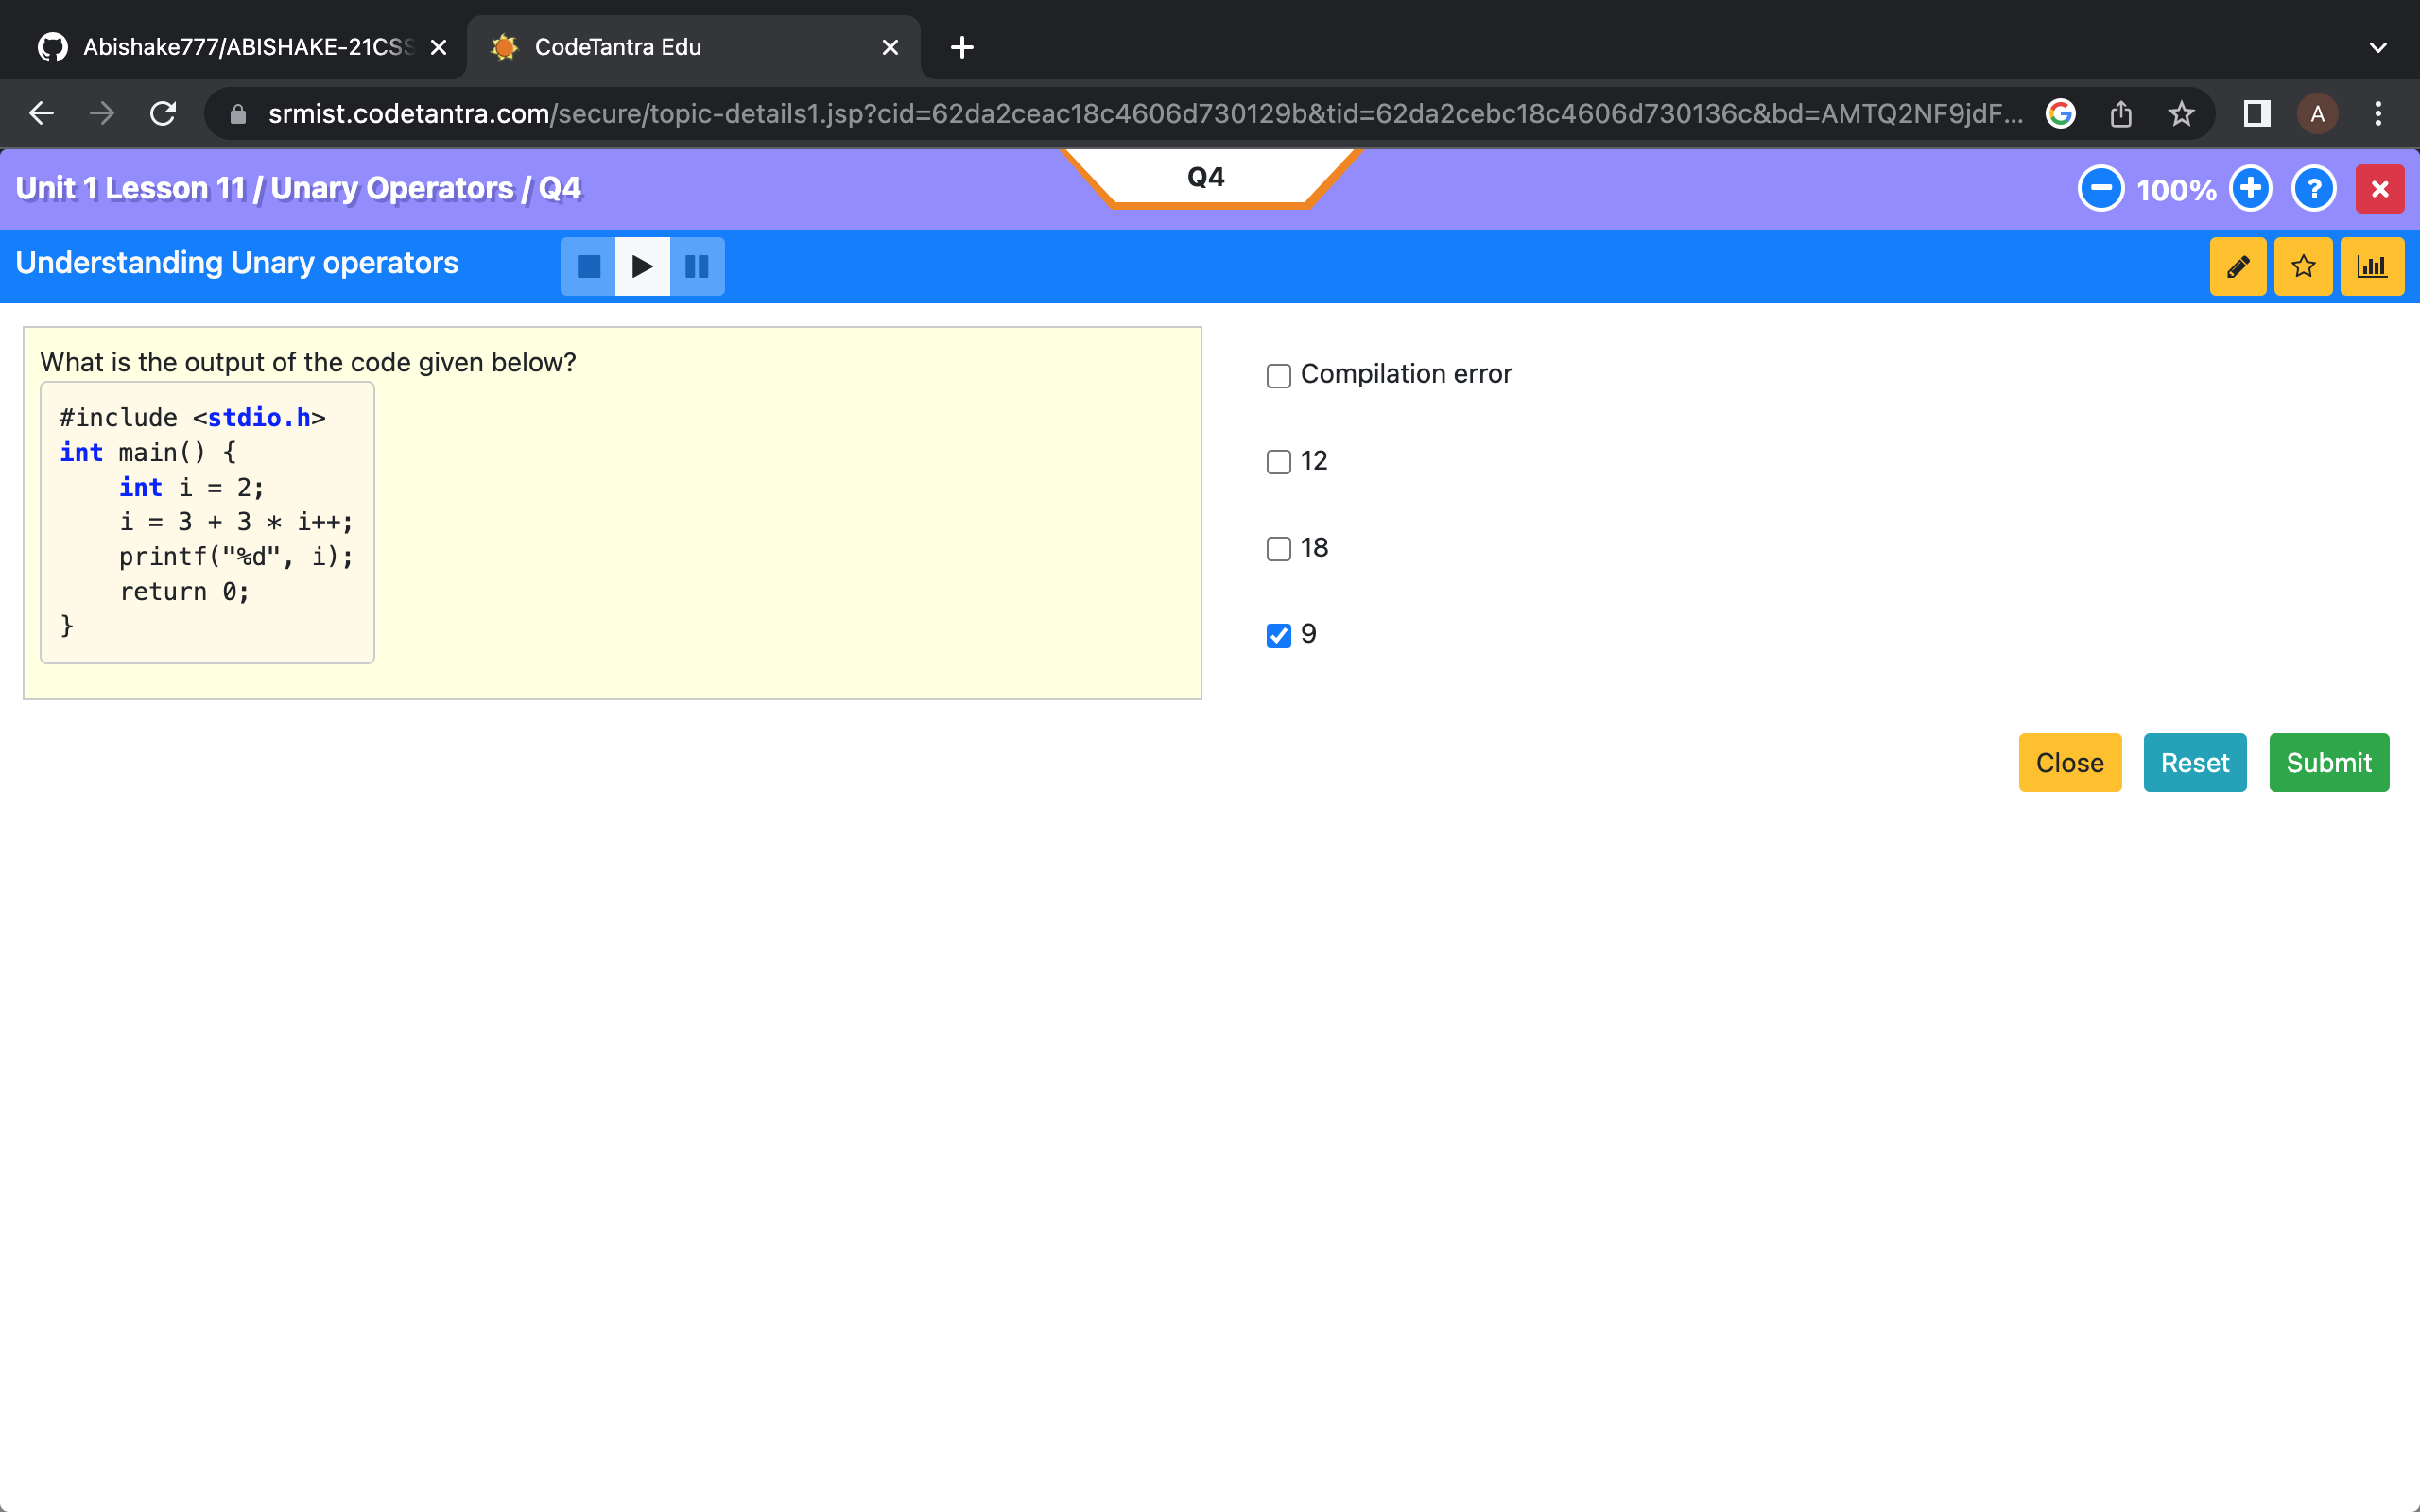 Abishake777/ABISHAKE-21CSS
CodeTantra Edu
srmist.codetantra.com/secure/topic-details1.jsp?cid=62da2ceac18c4606d730129b&tid=62da2cebc18c4606d730136c&bd=AMTQ2NF9jdF...
A
Unit 1 Lesson 11 / Unary Operators / Q4
Q4
100%
Understanding Unary operators
What is the output of the code given below?
#include <stdio.h>
int main() {
    int i = 2;
    i = 3 + 3 * i++;
    printf("%d", i);
    return 0;
}
Compilation error
12
18
9
Close
Reset
Submit